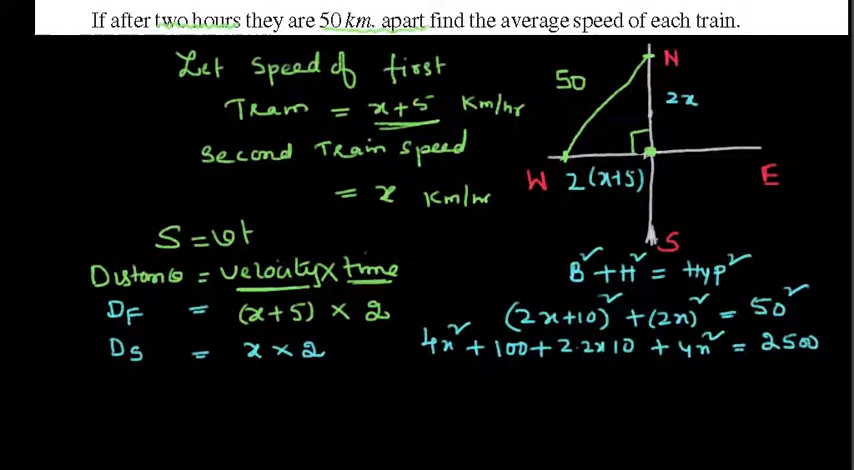 If after two hours they are 50 km. apart find the average speed of each train.
Let Speed of first
Train = x+5 Km/hr
Second Train speed
= x Km/hr
S = vt
Distance = velocity x time
DF = (x+5) × 2
DS = x × 2
N
50
2x
W 2(x+5) E
S
B² + H² = Hyp²
(2x+10)² + (2x)² = 50²
4x² + 100 + 2.2x10 + 4x² = 2500